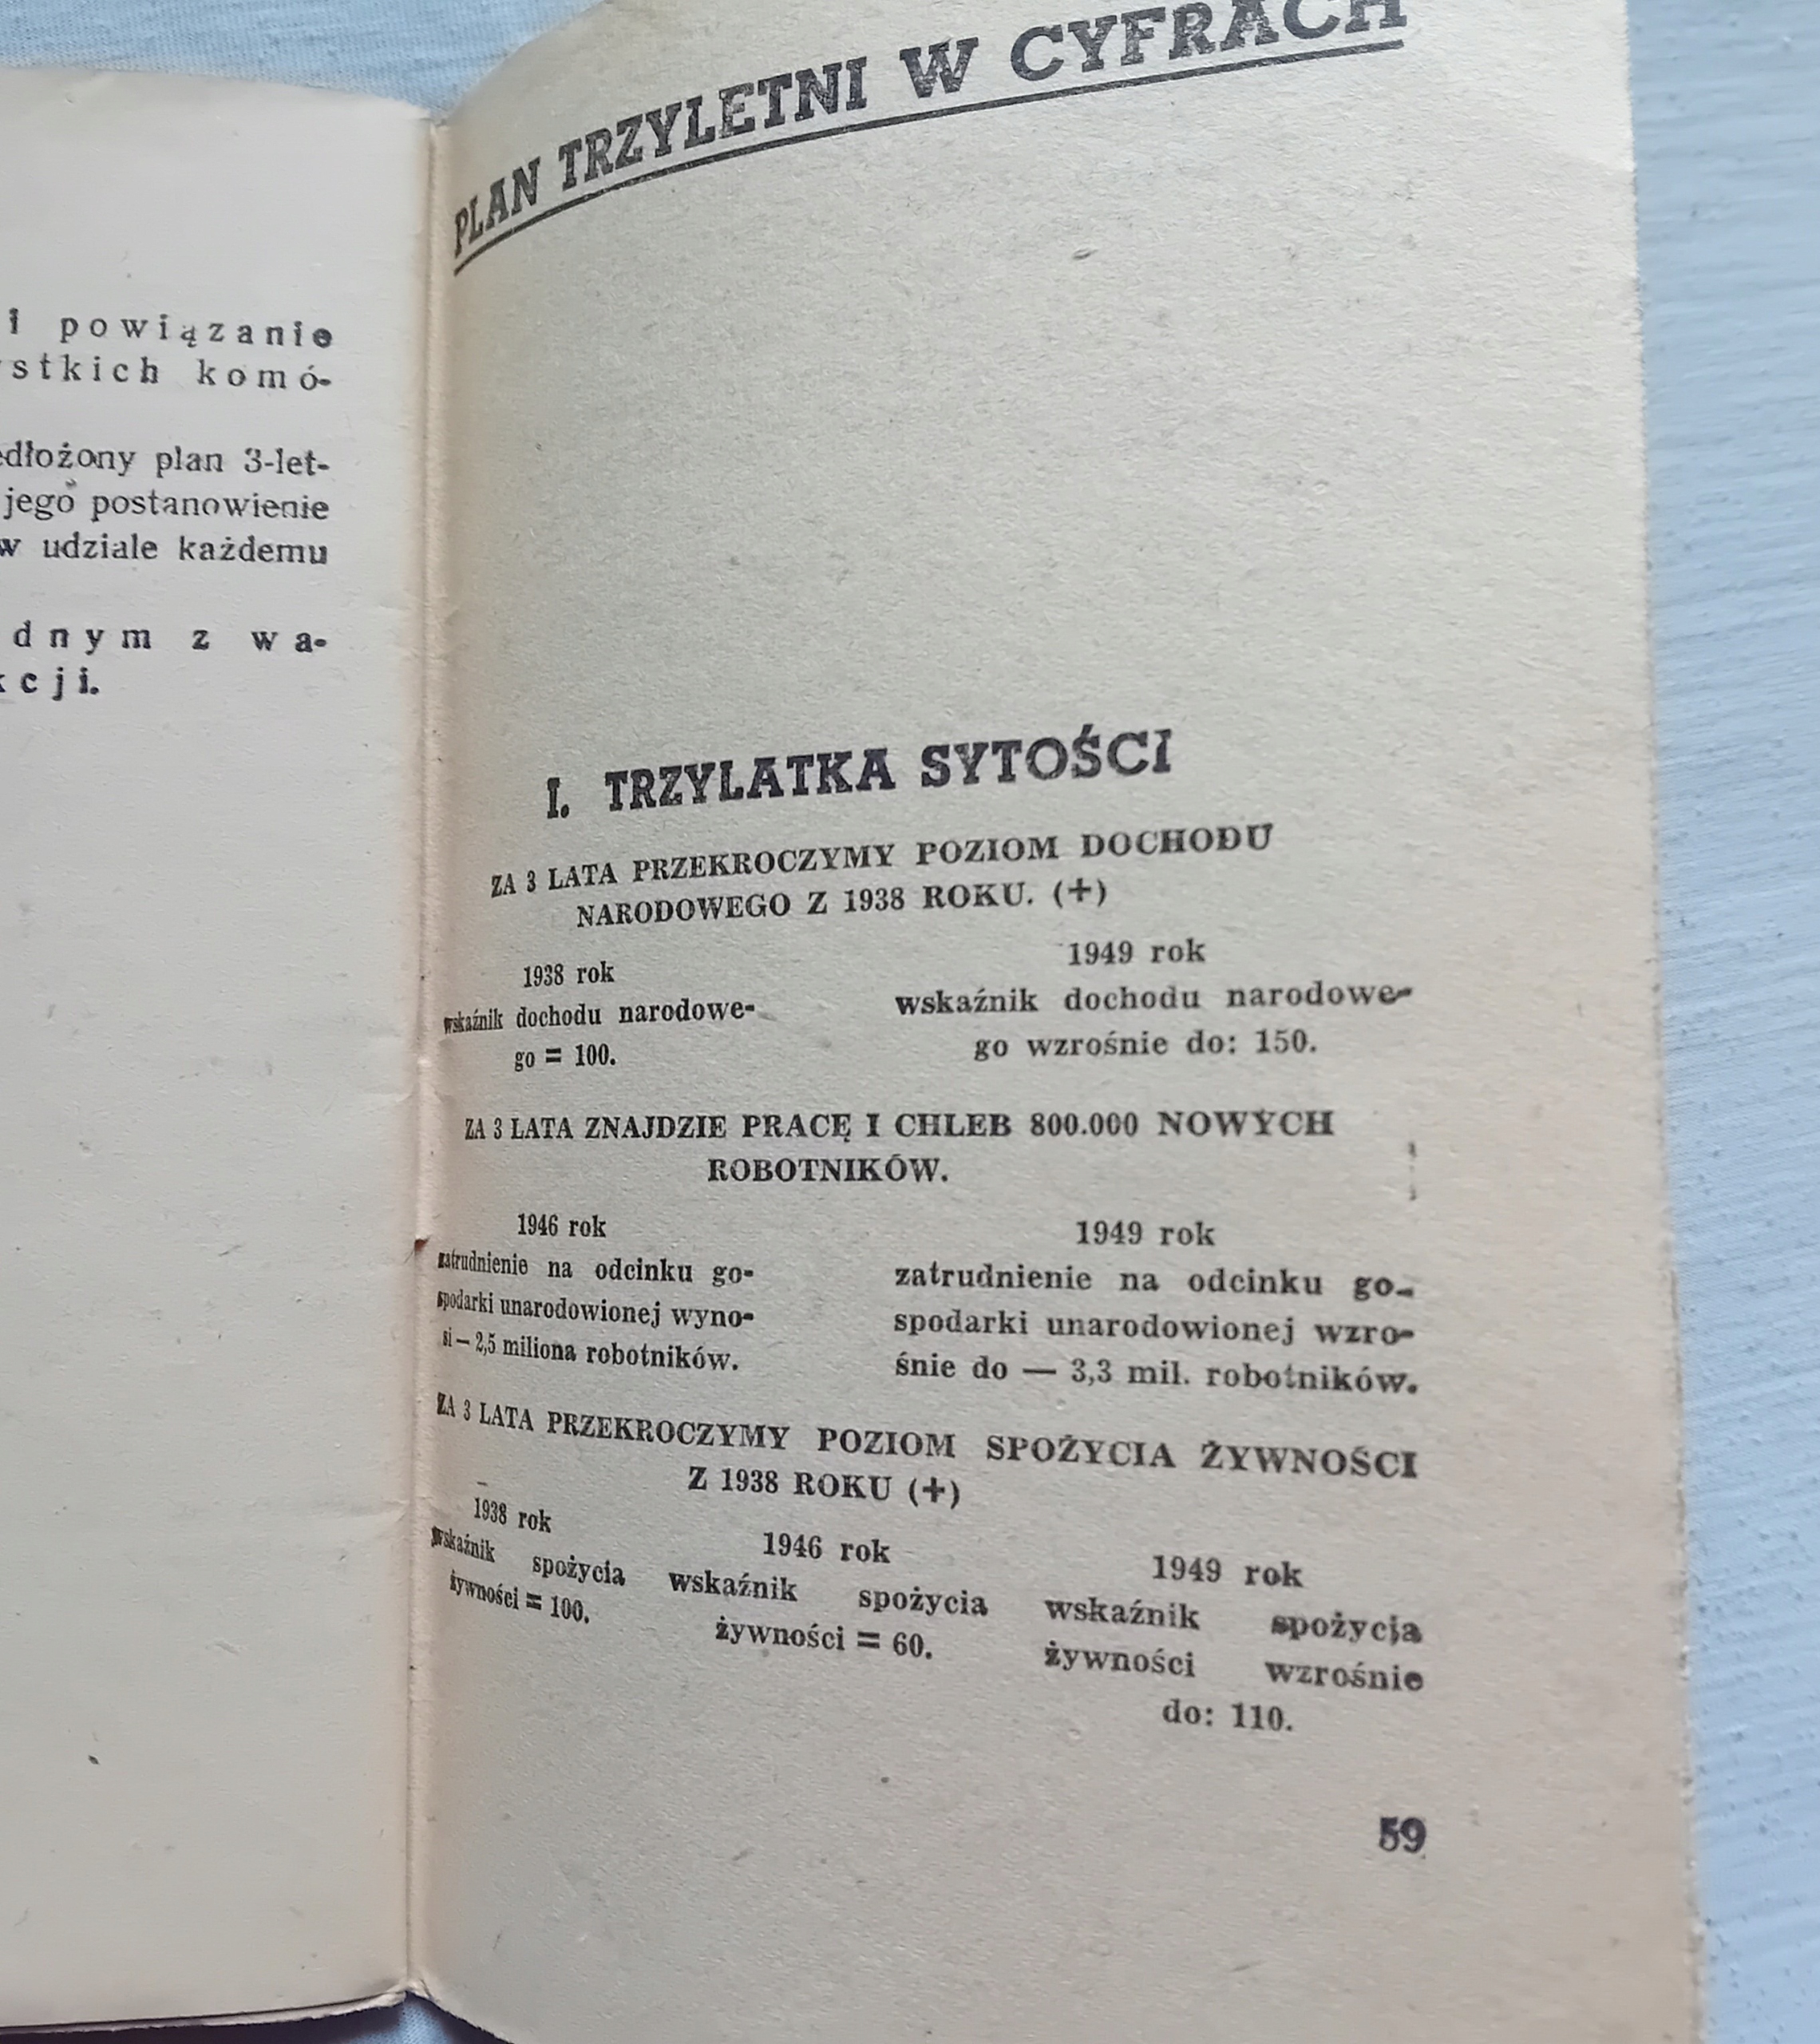 i powiązanie
stkich komó-
dłożony plan 3-let-
jego postanowienie
w udziale każdemu
dnym z wa-
cji.
PLAN TRZYLETNI W CYFRACH
I. TRZYLATKA SYTOŚCI
ZA 3 LATA PRZEKROCZYMY POZIOM DOCHODU
NARODOWEGO Z 1938 ROKU. (+)
1938 rok
wskaźnik dochodu narodowe-
go = 100.
1949 rok
wskaźnik dochodu narodowe-
go wzrośnie do: 150.
ZA 3 LATA ZNAJDZIE PRACĘ I CHLEB 800.000 NOWYCH
ROBOTNIKÓW.
1946 rok
zatrudnienie na odcinku go-
spodarki unarodowionej wyno-
si — 2,5 miliona robotników.
1949 rok
zatrudnienie na odcinku go-
spodarki unarodowionej wzro-
śnie do — 3,3 mil. robotników.
ZA 3 LATA PRZEKROCZYMY POZIOM SPOŻYCIA ŻYWNOŚCI
Z 1938 ROKU (+)
1938 rok
wskaźnik spożycia
żywności = 100.
1946 rok
wskaźnik spożycia
żywności = 60.
1949 rok
wskaźnik spożycia
żywności wzrośnie
do: 110.
59